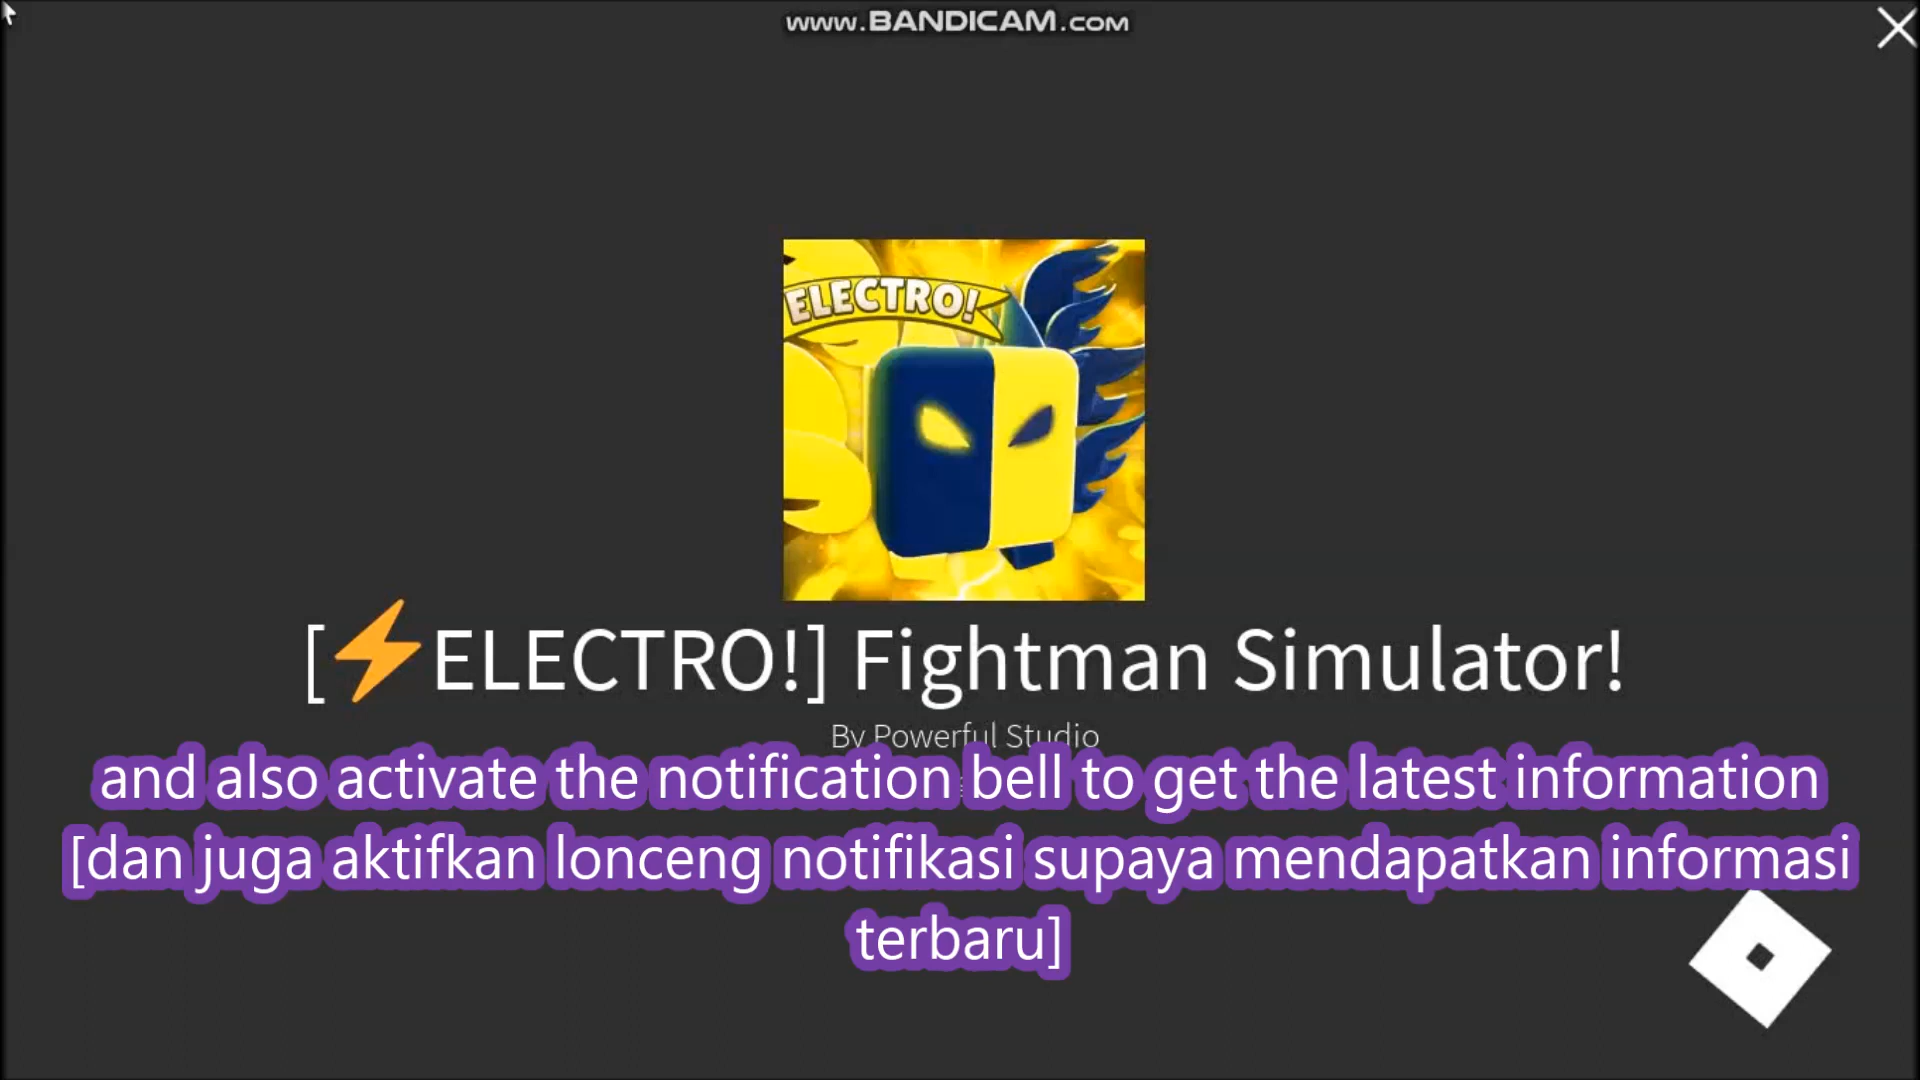 www.BANDICAM.com
ELECTRO!
[⚡ELECTRO!] Fightman Simulator!
By Powerful Studio
and also activate the notification bell to get the latest information
[dan juga aktifkan lonceng notifikasi supaya mendapatkan informasi
terbaru]